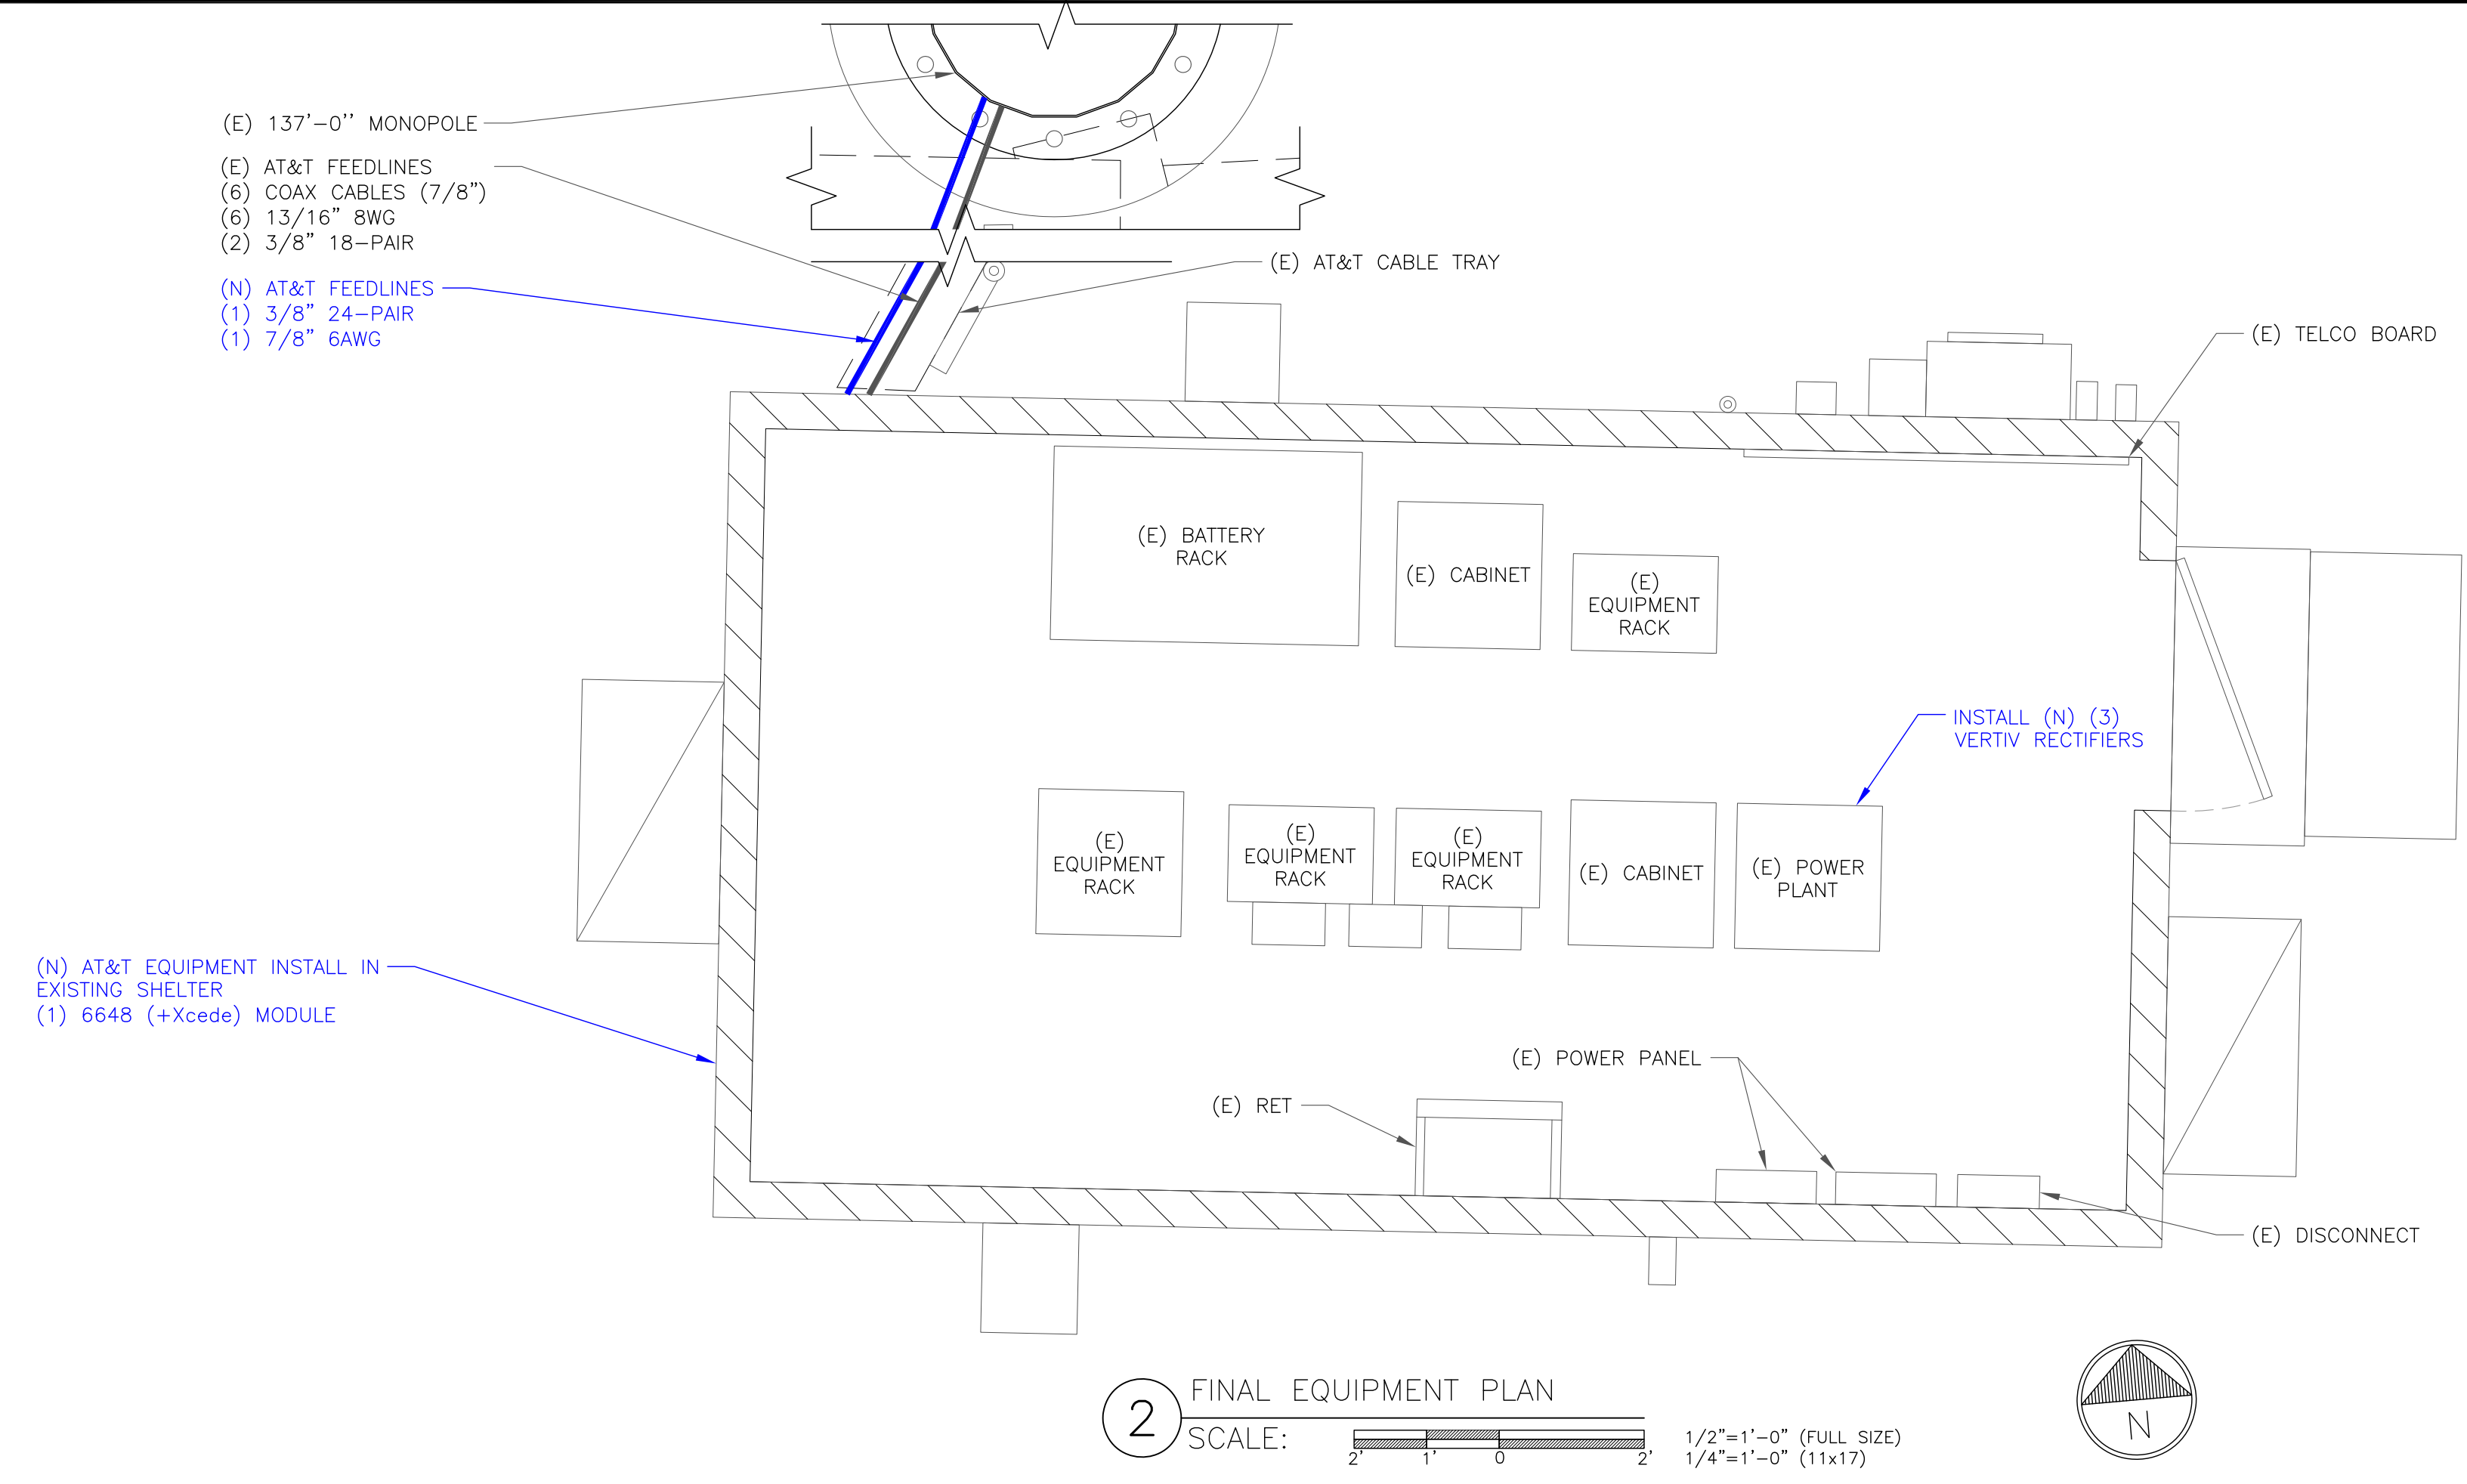 (E) 137'-0'' MONOPOLE
(E) AT&T FEEDLINES
(6) COAX CABLES (7/8")
(6) 13/16" 8WG
(2) 3/8" 18-PAIR
(N) AT&T FEEDLINES
(1) 3/8" 24-PAIR
(1) 7/8" 6AWG
(E) AT&T CABLE TRAY
(E) TELCO BOARD
(E) BATTERY
RACK
(E) CABINET
(E)
EQUIPMENT
RACK
INSTALL (N) (3)
VERTIV RECTIFIERS
(E)
EQUIPMENT
RACK
(E)
EQUIPMENT
RACK
(E)
EQUIPMENT
RACK
(E) CABINET
(E) POWER
PLANT
(N) AT&T EQUIPMENT INSTALL IN
EXISTING SHELTER
(1) 6648 (+Xcede) MODULE
(E) POWER PANEL
(E) RET
(E) DISCONNECT
2
FINAL EQUIPMENT PLAN
SCALE:
2' 1' 0 2'
1/2"=1'-0" (FULL SIZE)
1/4"=1'-0" (11x17)
N